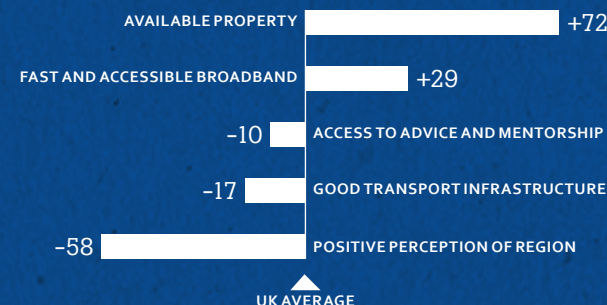 AVAILABLE PROPERTY +72
FAST AND ACCESSIBLE BROADBAND +29
-10 ACCESS TO ADVICE AND MENTORSHIP
-17 GOOD TRANSPORT INFRASTRUCTURE
-58 POSITIVE PERCEPTION OF REGION
UK AVERAGE